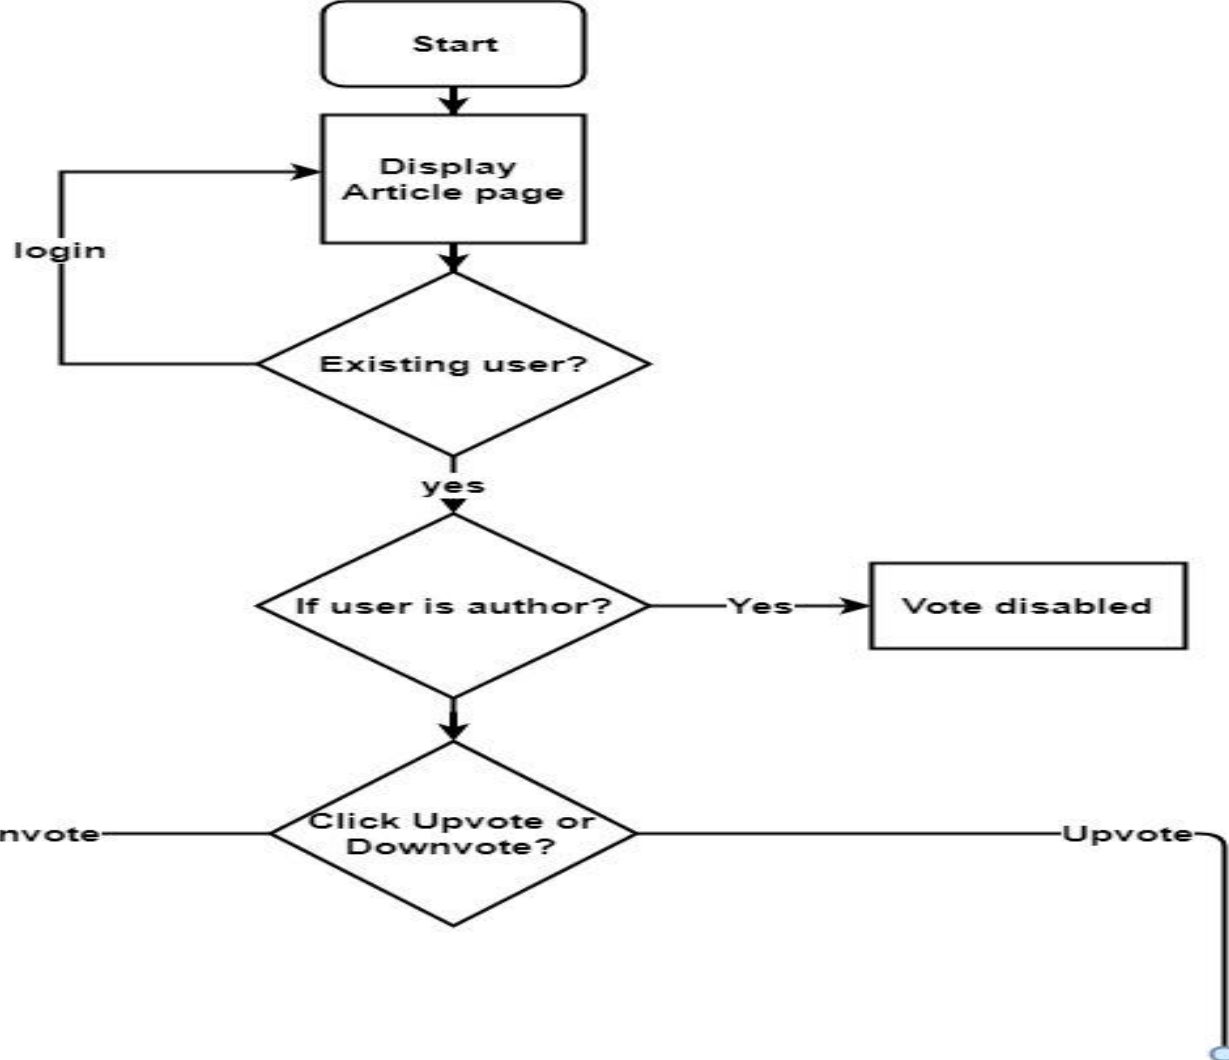 Start
Display
Article page
login
Existing user?
yes
If user is author?
Yes
Vote disabled
Click Upvote or
Downvote?
nvote
Upvote